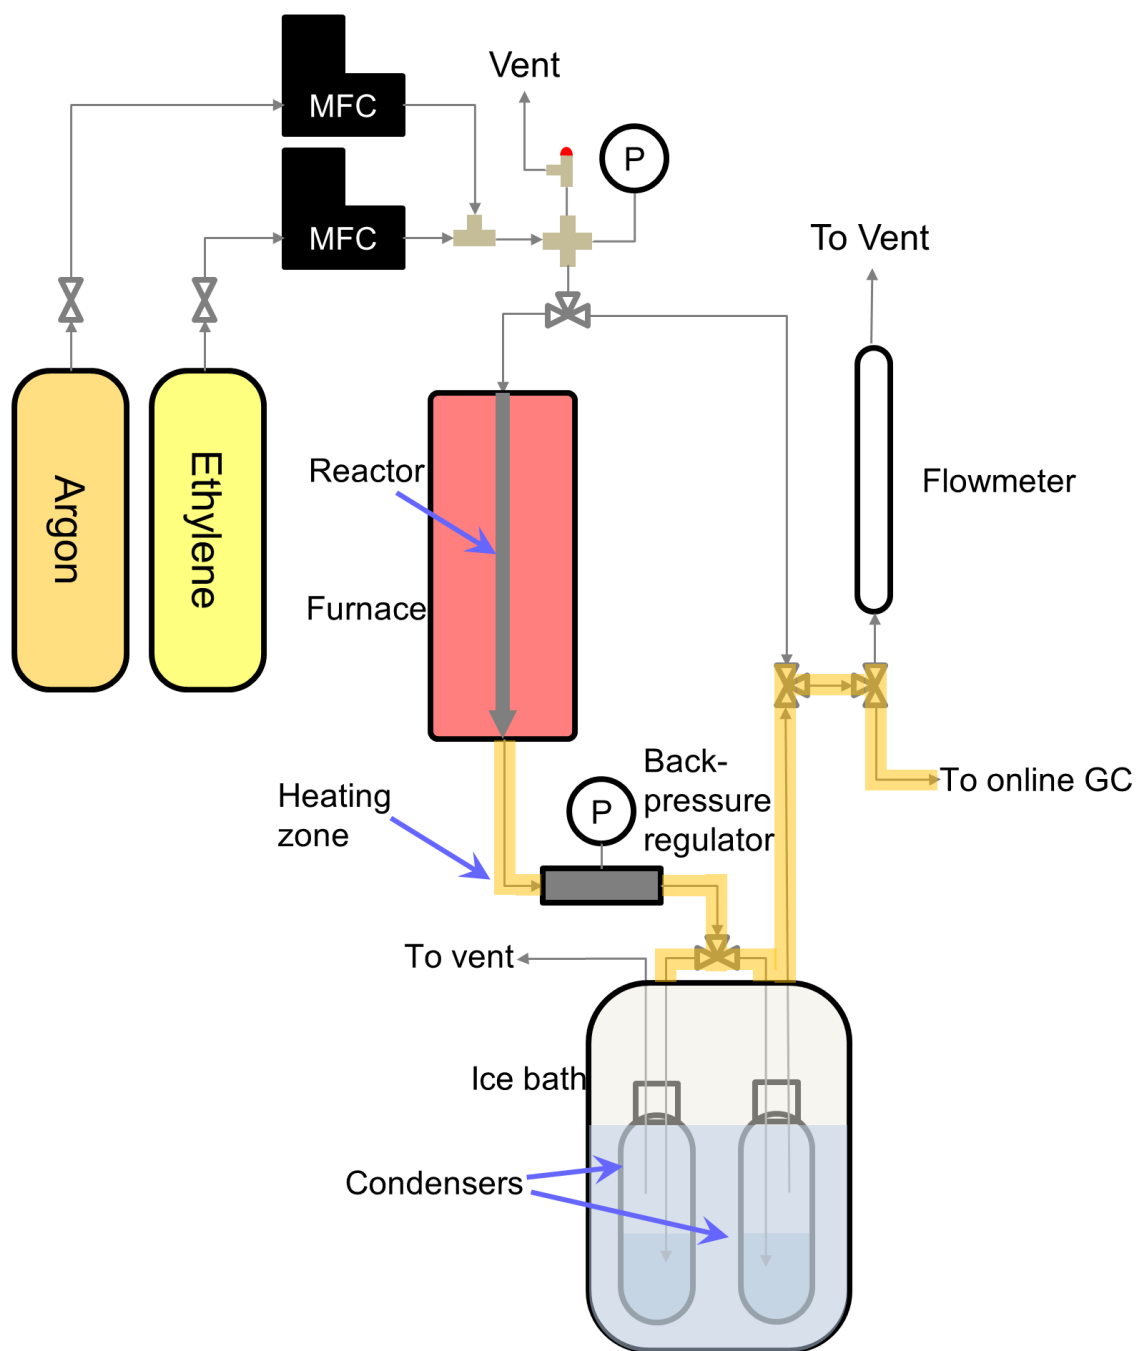 MFC
Vent
P
MFC
To Vent
Argon
Ethylene
Reactor
Flowmeter
Furnace
Back-
pressure
regulator
Heating
zone
P
To online GC
To vent
Ice bath
Condensers